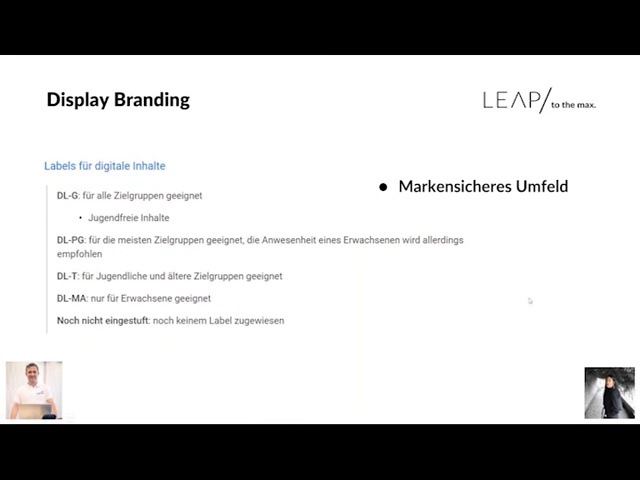 Display Branding
LEAP/ to the max.
Labels für digitale Inhalte
• Markensicheres Umfeld
DL-G: für alle Zielgruppen geeignet
• Jugendfreie Inhalte
DL-PG: für die meisten Zielgruppen geeignet, die Anwesenheit eines Erwachsenen wird allerdings
empfohlen
DL-T: für Jugendliche und ältere Zielgruppen geeignet
DL-MA: nur für Erwachsene geeignet
Noch nicht eingestuft: noch keinem Label zugewiesen